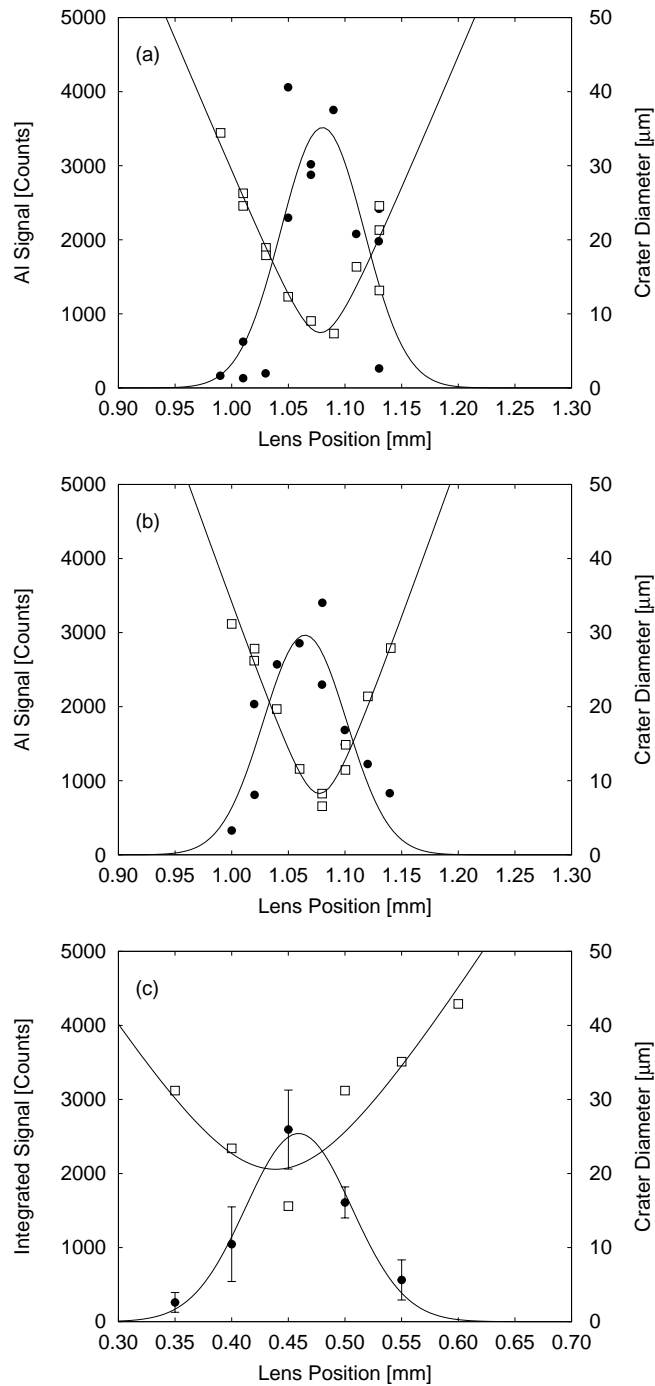 5000 50
(a)
4000 40
3000 30
2000 20
1000 10
0 0
0.90 0.95 1.00 1.05 1.10 1.15 1.20 1.25 1.30
Al Signal [Counts]
Crater Diameter [μm]
Lens Position [mm]
5000 50
(b)
4000 40
3000 30
2000 20
1000 10
0 0
0.90 0.95 1.00 1.05 1.10 1.15 1.20 1.25 1.30
Al Signal [Counts]
Crater Diameter [μm]
Lens Position [mm]
5000 50
(c)
4000 40
3000 30
2000 20
1000 10
0 0
0.30 0.35 0.40 0.45 0.50 0.55 0.60 0.65 0.70
Integrated Signal [Counts]
Crater Diameter [μm]
Lens Position [mm]